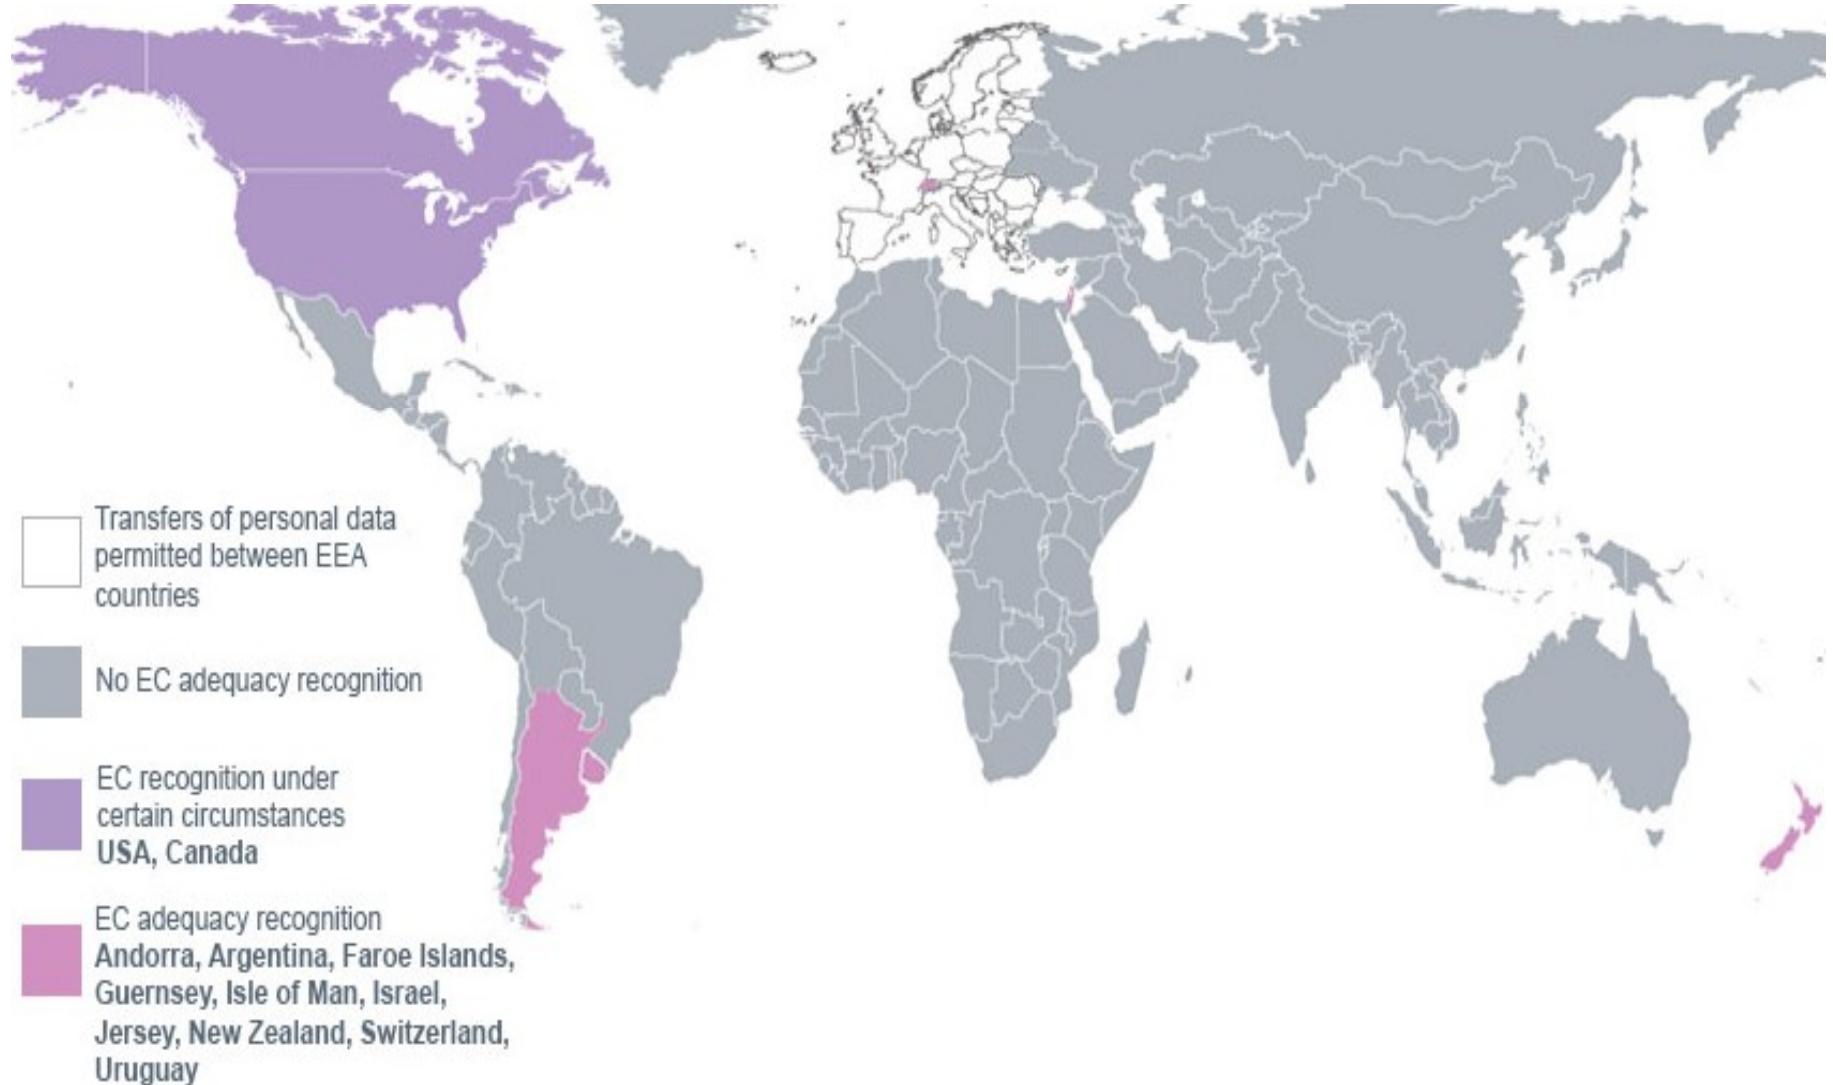 Transfers of personal data
permitted between EEA
countries
No EC adequacy recognition
EC recognition under
certain circumstances
USA, Canada
EC adequacy recognition
Andorra, Argentina, Faroe Islands,
Guernsey, Isle of Man, Israel,
Jersey, New Zealand, Switzerland,
Uruguay